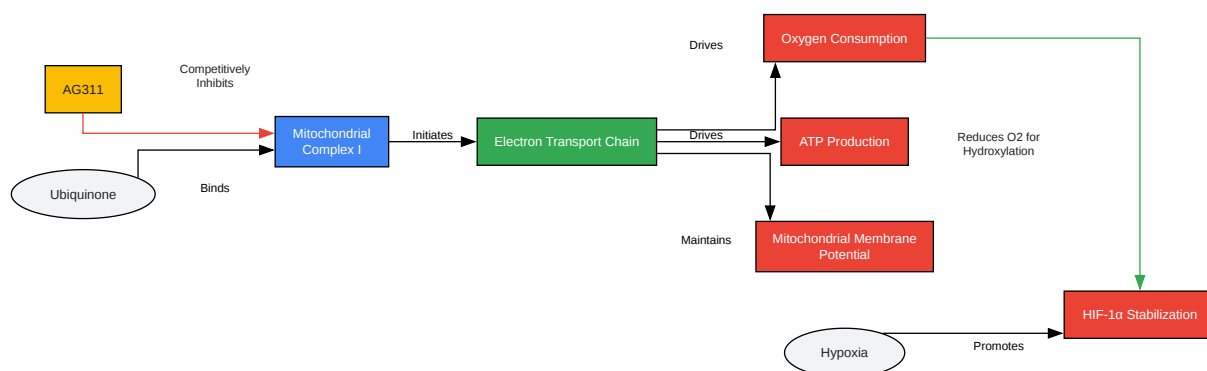 Drives
Oxygen Consumption
Competitively
Inhibits
AG311
Mitochondrial
Complex I
Initiates
Electron Transport Chain
Drives
ATP Production
Reduces O2 for
Hydroxylation
Ubiquinone
Binds
Maintains
Mitochondrial Membrane
Potential
HIF-1α Stabilization
Hypoxia
Promotes